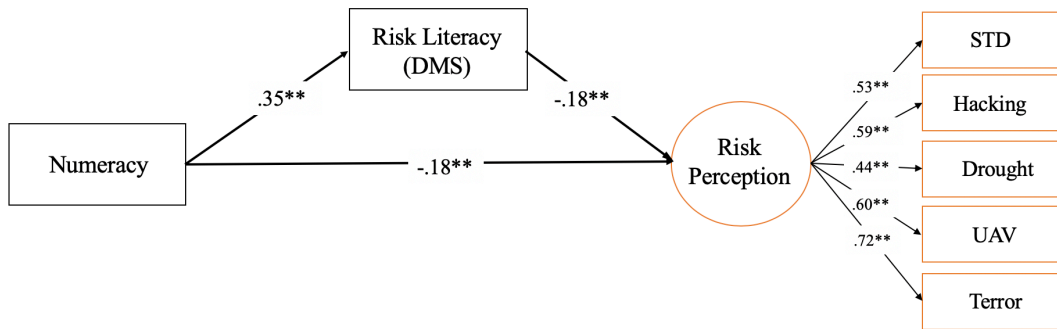 Numeracy
.35**
Risk Literacy
(DMS)
-.18**
-.18**
Risk
Perception
.53**
.59**
.44**
.60**
.72**
STD
Hacking
Drought
UAV
Terror